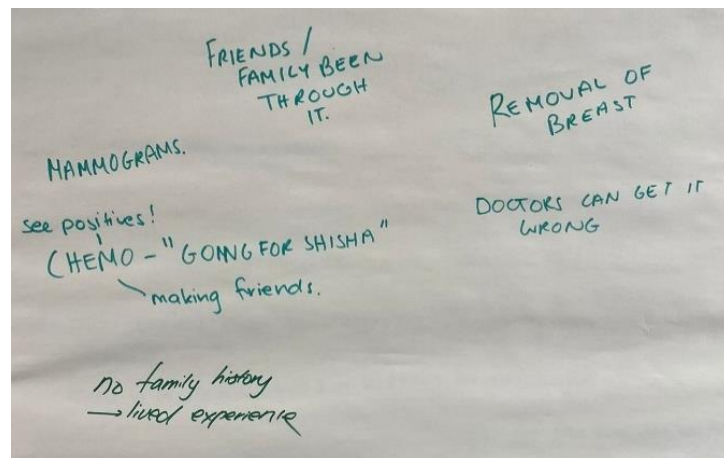 FRIENDS /
FAMILY BEEN
THROUGH
IT.
REMOVAL OF
BREAST
MAMMOGRAMS.
DOCTORS CAN GET IT
WRONG
see positives!
CHEMO - "GOING FOR SHISHA"
making friends.
no family history
→ lived experience